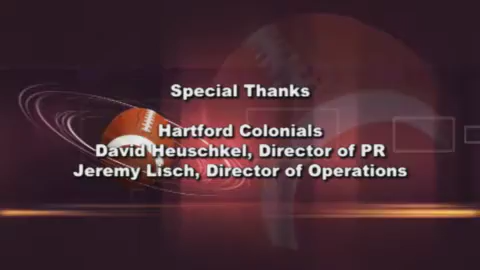 Special Thanks
Hartford Colonials
David Heuschkel, Director of PR
Jeremy Lisch, Director of Operations